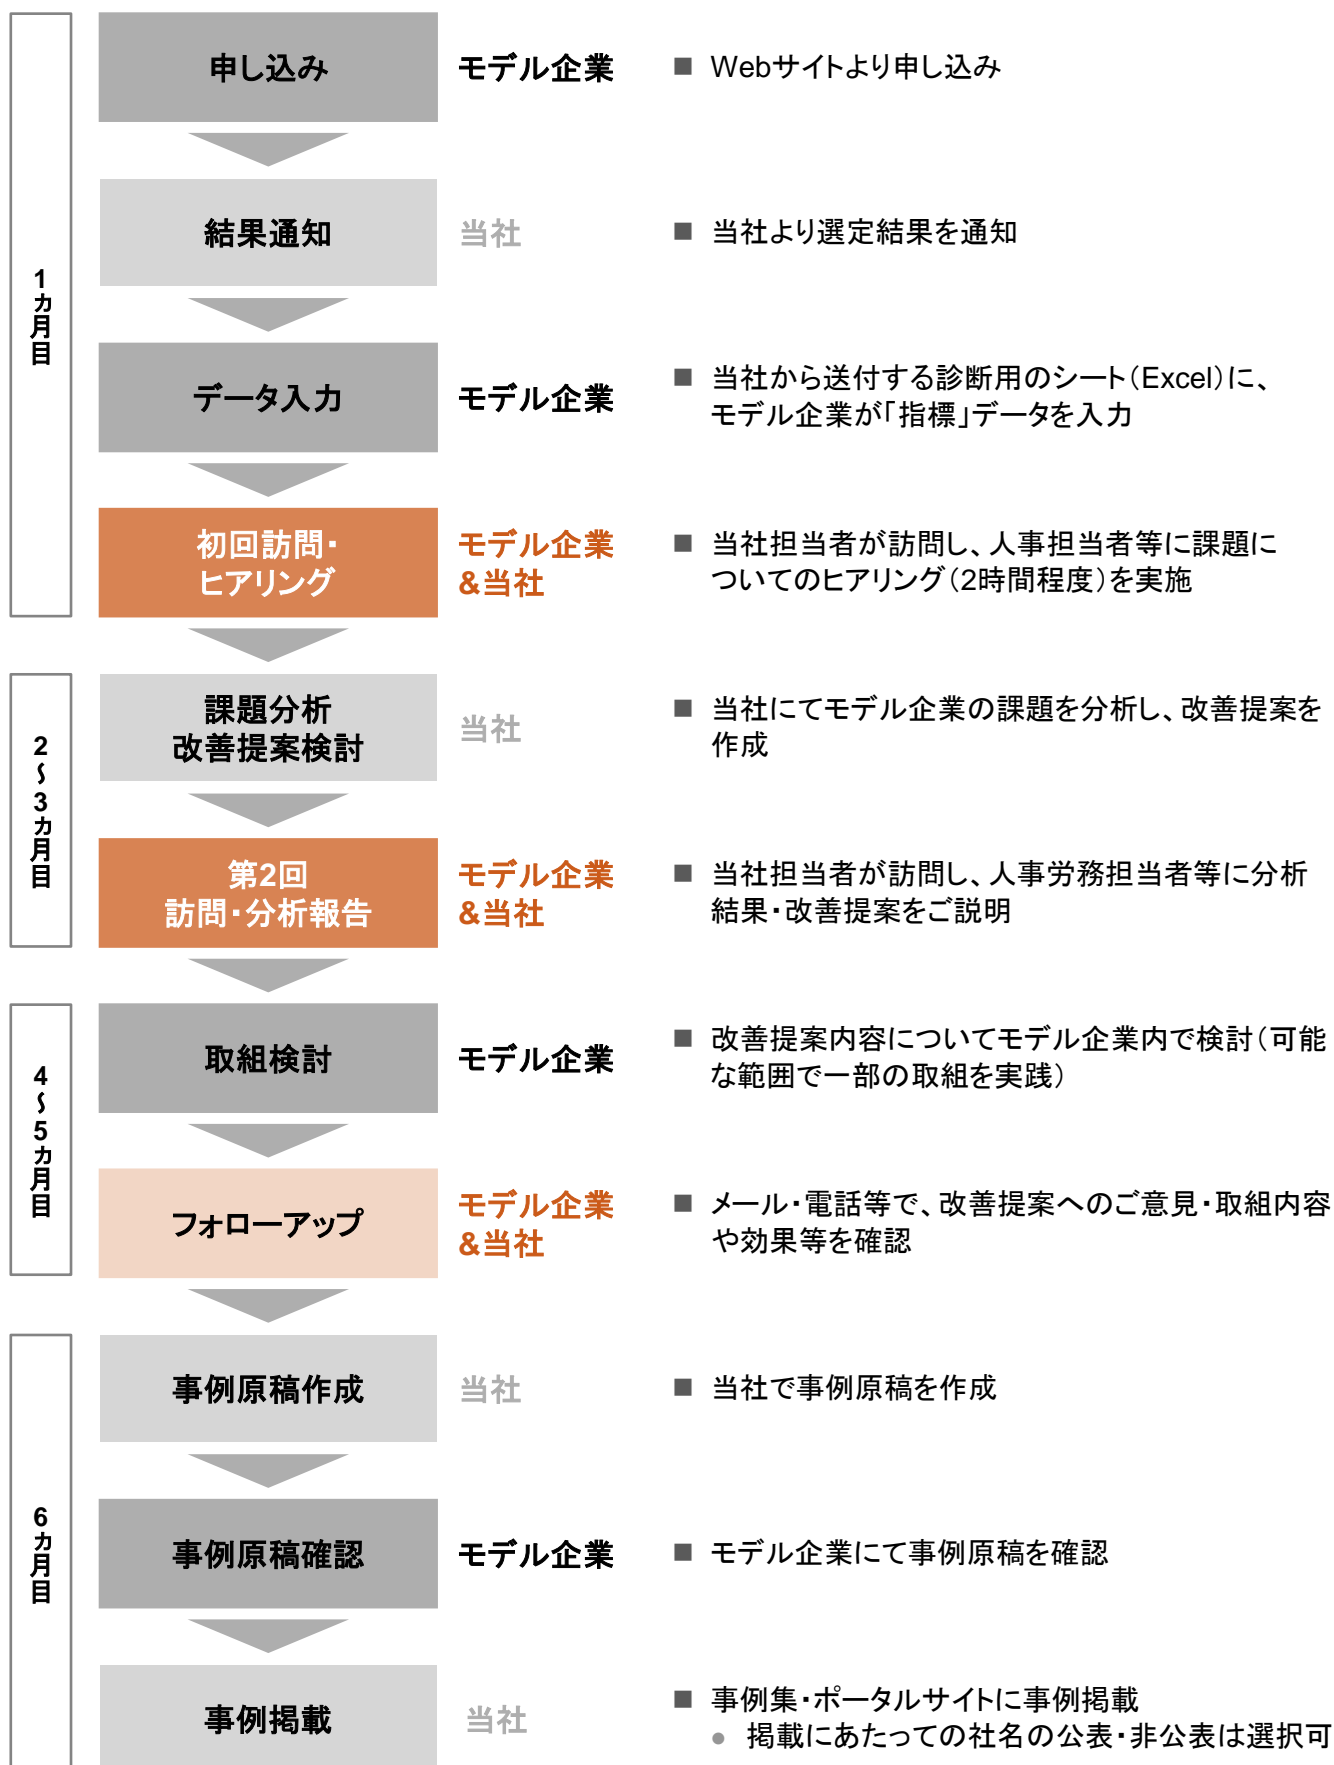 1カ月目
申し込み
モデル企業
■ Webサイトより申し込み
結果通知
当社
■ 当社より選定結果を通知
データ入力
モデル企業
■ 当社から送付する診断用のシート（Excel）に、
モデル企業が「指標」データを入力
初回訪問・
ヒアリング
モデル企業
&当社
■ 当社担当者が訪問し、人事担当者等に課題に
ついてのヒアリング（2時間程度）を実施
2～3カ月目
課題分析
改善提案検討
当社
■ 当社にてモデル企業の課題を分析し、改善提案を
作成
第2回
訪問・分析報告
モデル企業
&当社
■ 当社担当者が訪問し、人事労務担当者等に分析
結果・改善提案をご説明
4～5カ月目
取組検討
モデル企業
■ 改善提案内容についてモデル企業内で検討（可能
な範囲で一部の取組を実践）
フォローアップ
モデル企業
&当社
■ メール・電話等で、改善提案へのご意見・取組内容
や効果等を確認
6カ月目
事例原稿作成
当社
■ 当社で事例原稿を作成
事例原稿確認
モデル企業
■ モデル企業にて事例原稿を確認
事例掲載
当社
■ 事例集・ポータルサイトに事例掲載
● 掲載にあたっての社名の公表・非公表は選択可